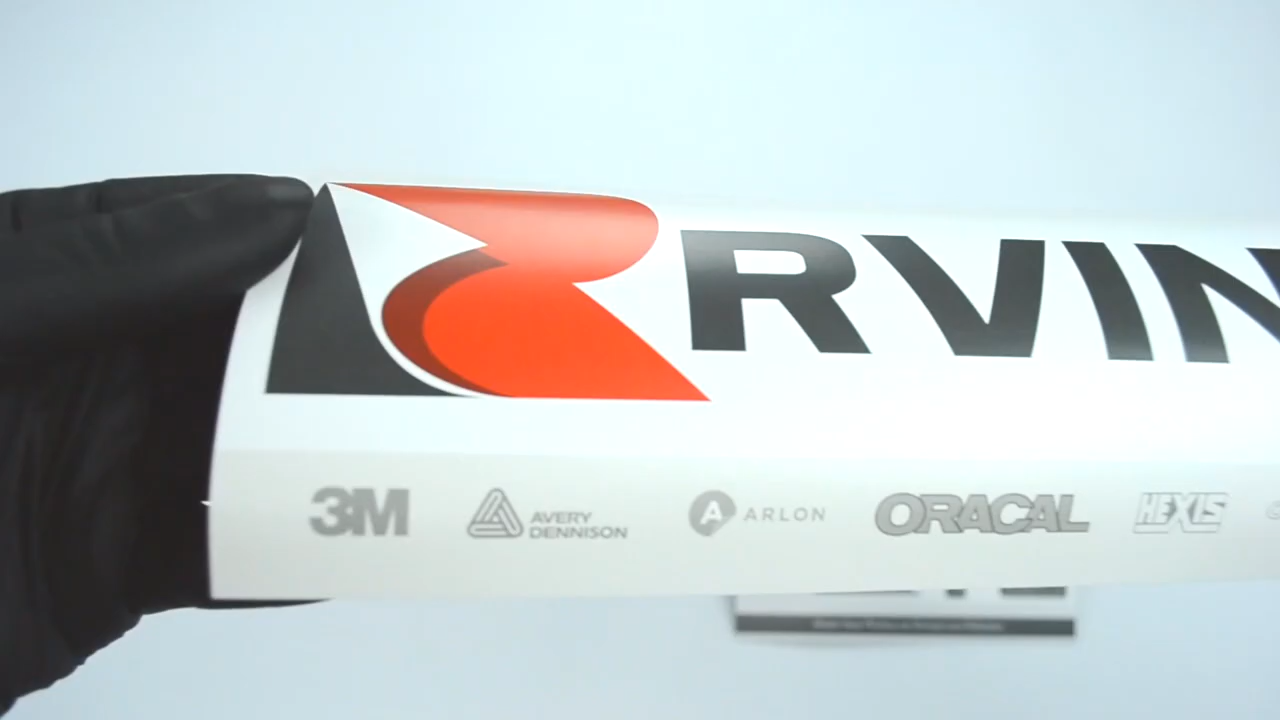 RVIN
3M
AVERY
DENNISON
A ARLON
ORACAL
HEXIS